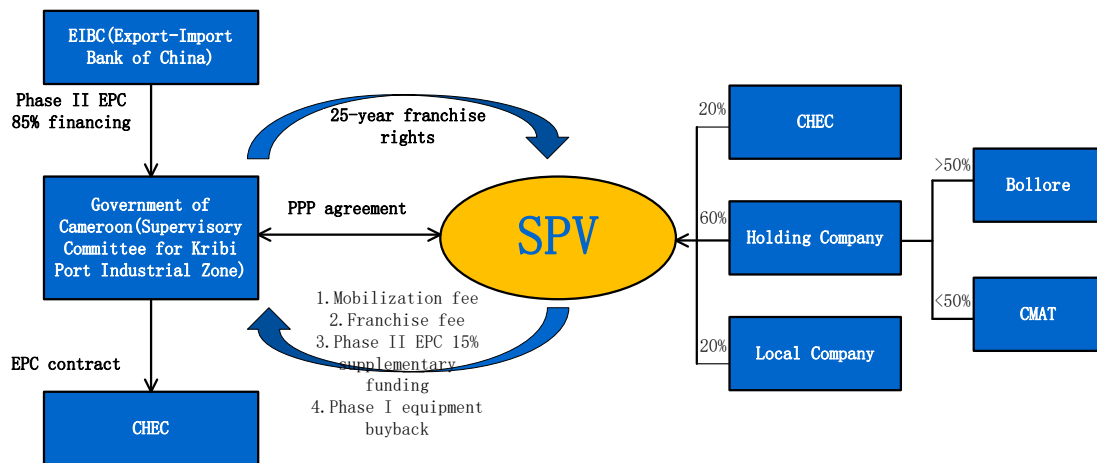 EIBC(Export-Import
Bank of China)
Phase II EPC
85% financing
25-year franchise
rights
Government of
Cameroon(Supervisory
Committee for Kribi
Port Industrial Zone)
PPP agreement
SPV
1.Mobilization fee
2.Franchise fee
3.Phase II EPC 15%
supplementary
funding
4.Phase I equipment
buyback
EPC contract
CHEC
20%
CHEC
60%
Holding Company
20%
Local Company
>50%
Bollore
<50%
CMAT